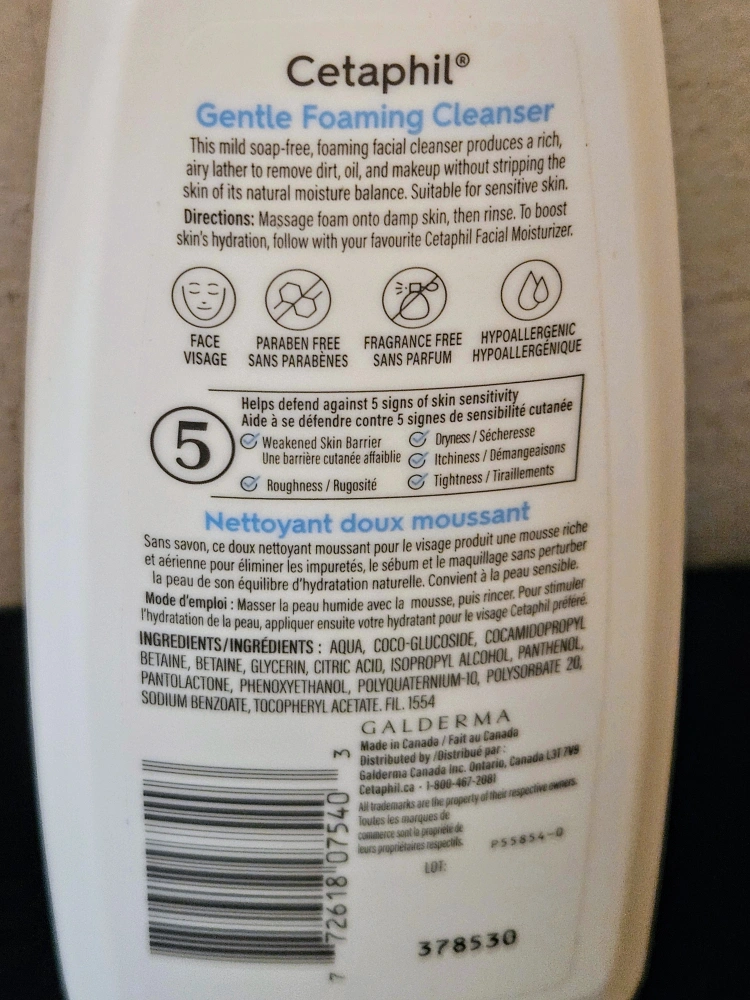 Cetaphil®
Gentle Foaming Cleanser
This mild soap-free, foaming facial cleanser produces a rich,
airy lather to remove dirt, oil, and makeup without stripping the
skin of its natural moisture balance. Suitable for sensitive skin.
Directions: Massage foam onto damp skin, then rinse. To boost
skin's hydration, follow with your favourite Cetaphil Facial Moisturizer.
FACE
VISAGE
PARABEN FREE
SANS PARABÈNES
FRAGRANCE FREE
SANS PARFUM
HYPOALLERGENIC
HYPOALLERGÉNIQUE
5
Helps defend against 5 signs of skin sensitivity
Aide à se défendre contre 5 signes de sensibilité cutanée
Weakened Skin Barrier
Une barrière cutanée affaiblie
Roughness / Rugosité
Dryness / Sécheresse
Itchiness / Démangeaisons
Tightness / Tiraillements
Nettoyant doux moussant
Sans savon, ce doux nettoyant moussant pour le visage produit une mousse riche
et aérienne pour éliminer les impuretés, le sébum et le maquillage sans perturber
la peau de son équilibre d'hydratation naturelle. Convient à la peau sensible.
Mode d'emploi : Masser la peau humide avec la mousse, puis rincer. Pour stimuler
l'hydratation de la peau, appliquer ensuite votre hydratant pour le visage Cetaphil préféré.
INGREDIENTS/INGRÉDIENTS : AQUA, COCO-GLUCOSIDE, COCAMIDOPROPYL
BETAINE, BETAINE, GLYCERIN, CITRIC ACID, ISOPROPYL ALCOHOL, PANTHENOL,
PANTOLACTONE, PHENOXYETHANOL, POLYQUATERNIUM-10, POLYSORBATE 20,
SODIUM BENZOATE, TOCOPHERYL ACETATE. FIL. 1554
GALDERMA
Made in Canada / Fait au Canada
Distributed by /Distribué par :
Galderma Canada Inc. Ontario, Canada L3T 7V9
Cetaphil.ca - 1-800-467-2081
All trademarks are the property of their respective owners.
Toutes les marques de
commerce sont la propriété de
leurs propriétaires respectifs.
P55854-0
LOT:
7 72618 07540 3
378530